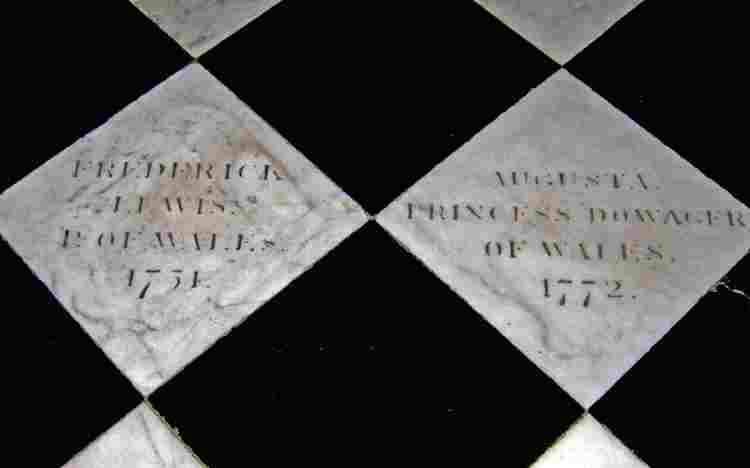 FREDERICK
LEWIS.
P. OF WALES.
1751.
AUGUSTA.
PRINCESS DOWAGER
OF WALES.
1772.